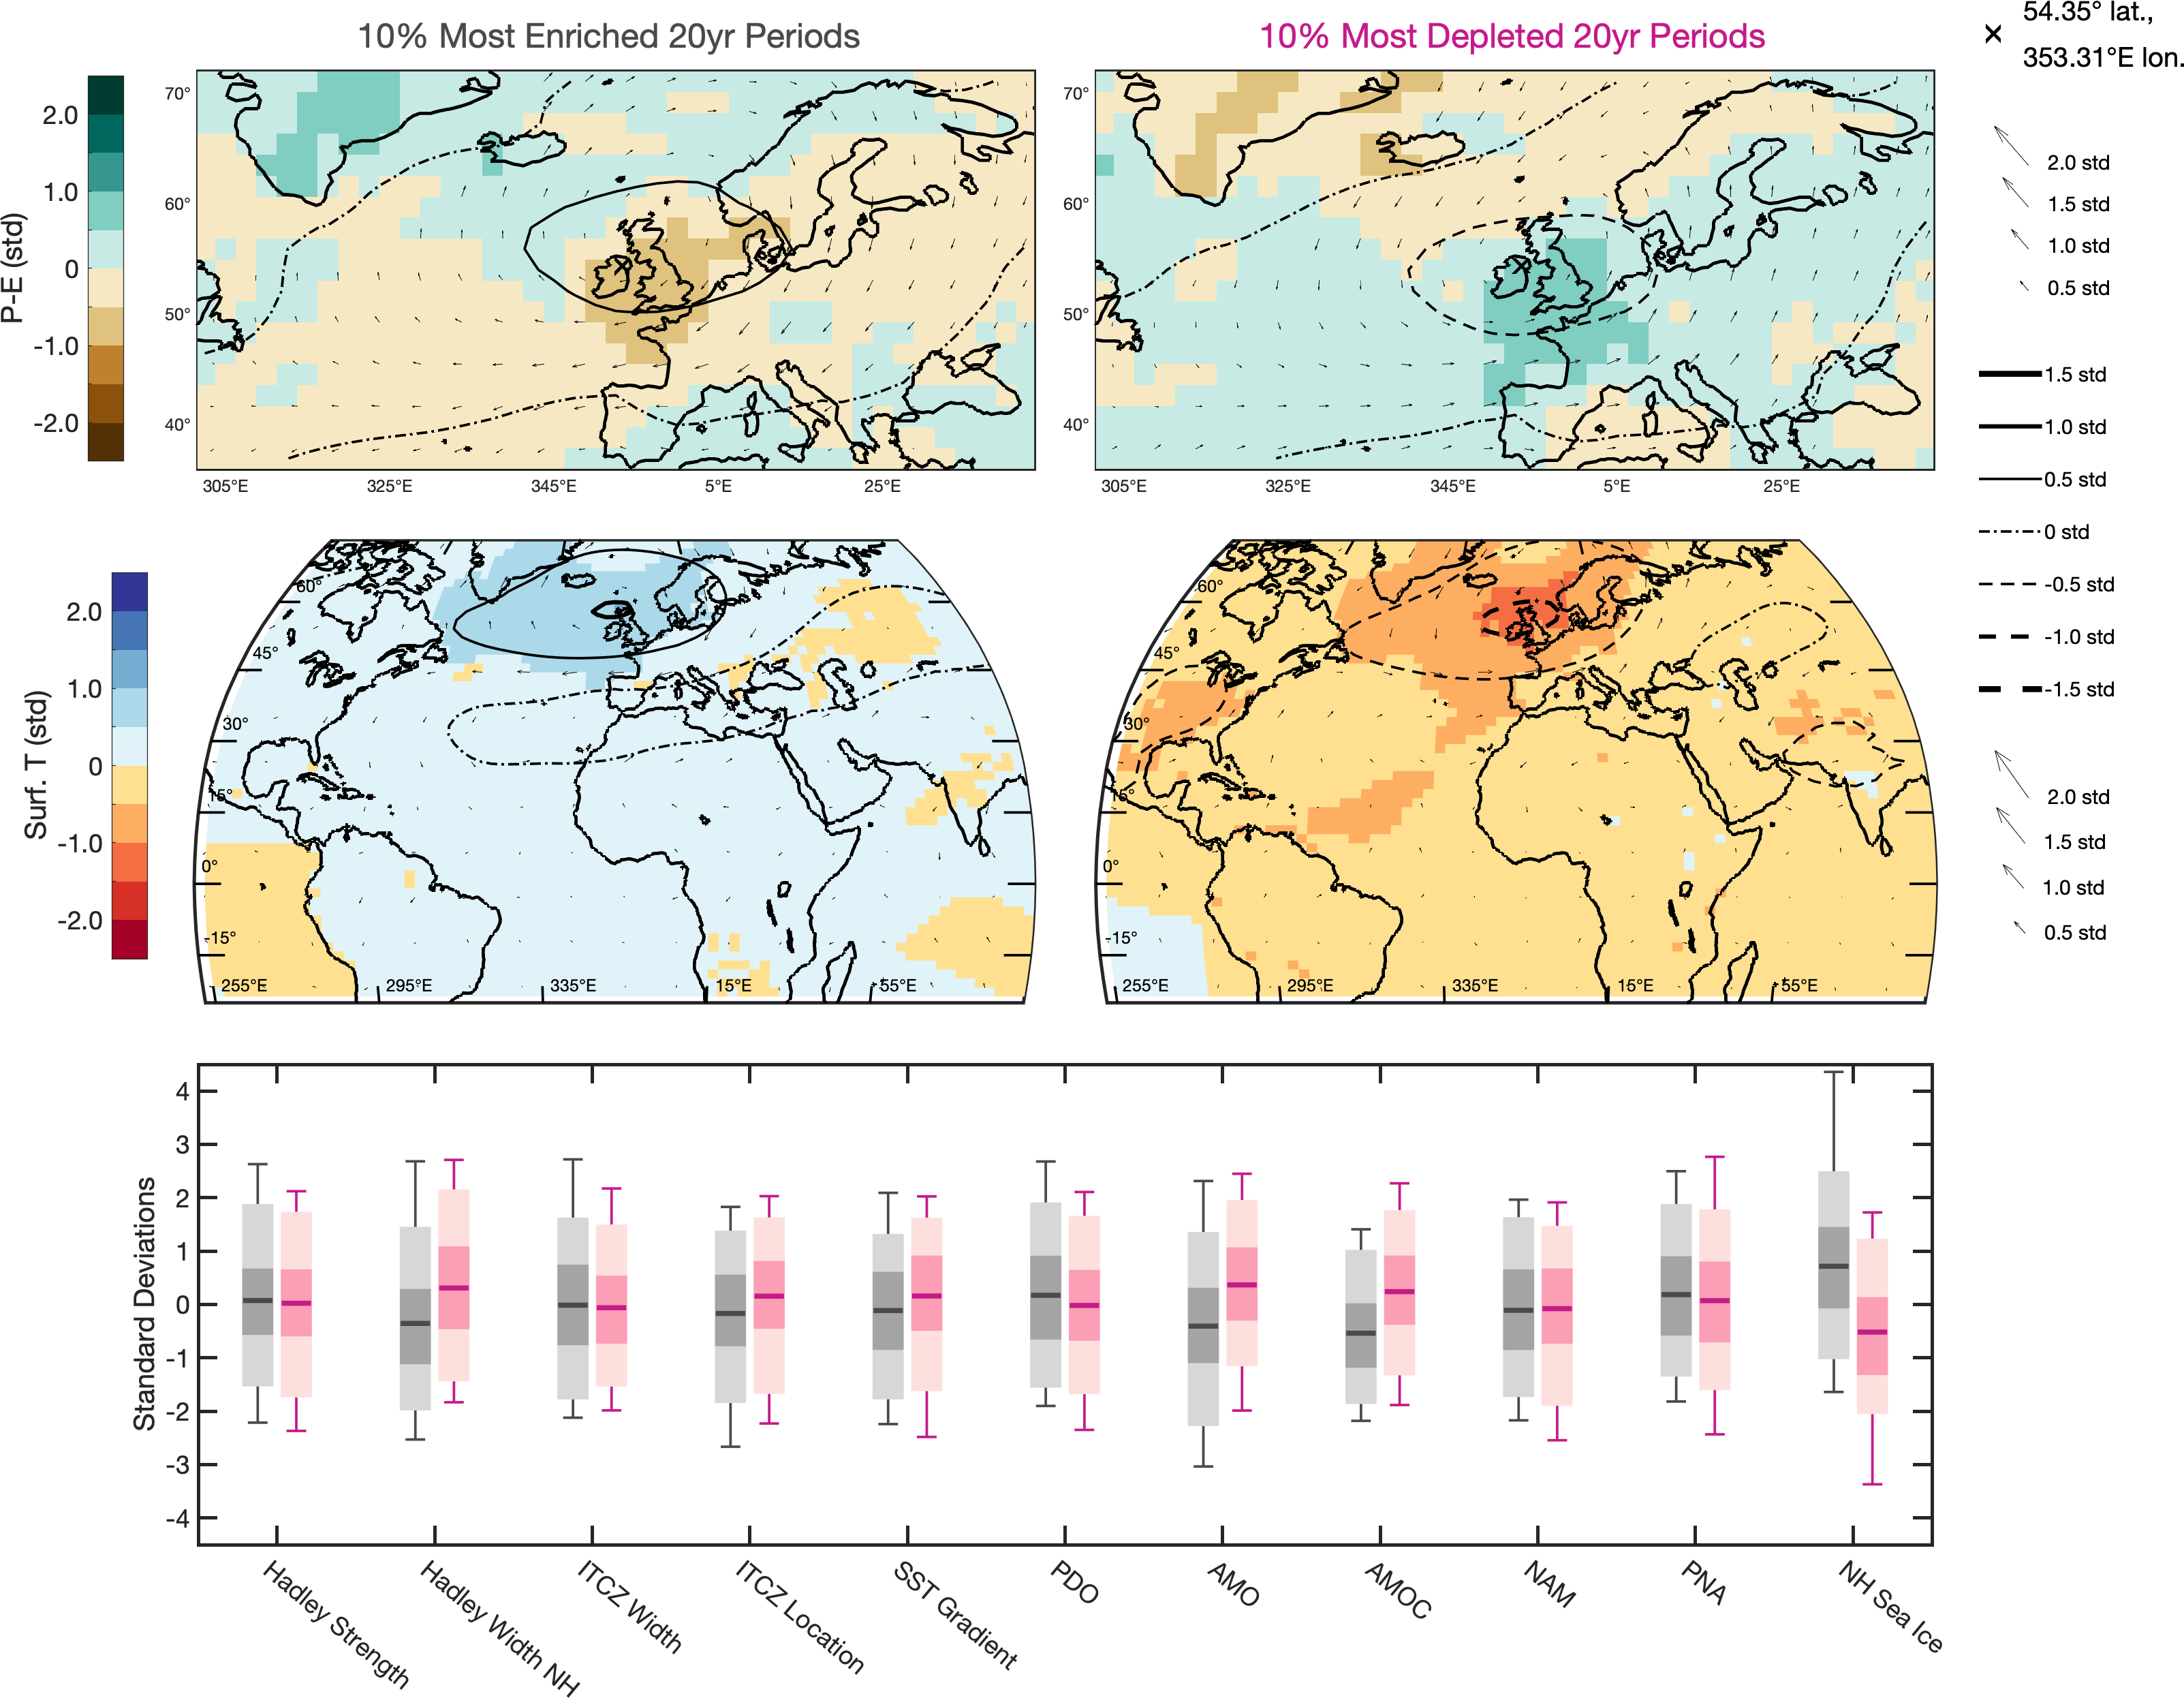 10% Most Enriched 20yr Periods
10% Most Depleted 20yr Periods
54.35° lat.,
353.31°E lon.
P-E (std)
2.0
1.0
0
-1.0
-2.0
70°
60°
50°
40°
305°E
325°E
345°E
5°E
25°E
70°
60°
50°
40°
305°E
325°E
345°E
5°E
25°E
2.0 std
1.5 std
1.0 std
0.5 std
1.5 std
1.0 std
0.5 std
0 std
-0.5 std
-1.0 std
-1.5 std
Surf. T (std)
2.0
1.0
0
-1.0
-2.0
60°
45°
30°
15°
0°
-15°
255°E
295°E
335°E
15°E
55°E
60°
45°
30°
15°
0°
-15°
255°E
295°E
335°E
15°E
55°E
2.0 std
1.5 std
1.0 std
0.5 std
Standard Deviations
4
3
2
1
0
-1
-2
-3
-4
Hadley Strength
Hadley Width NH
ITCZ Width
ITCZ Location
SST Gradient
PDO
AMO
AMOC
NAM
PNA
NH Sea Ice